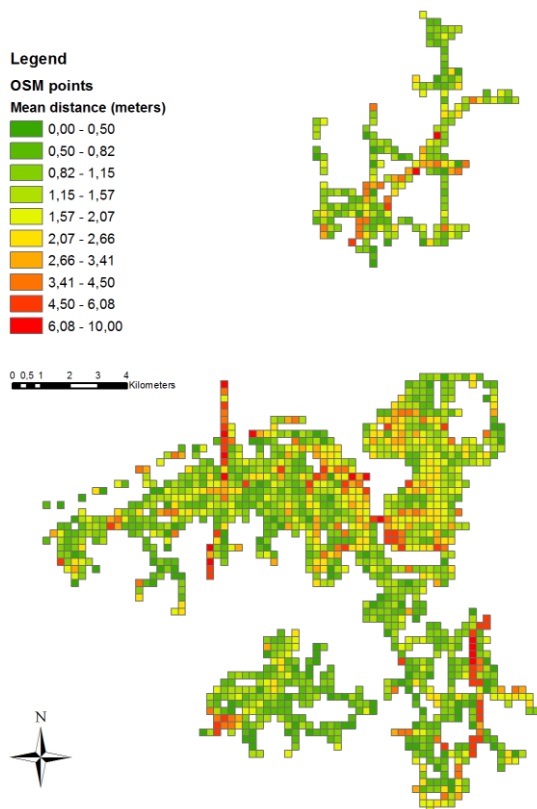 Legend
OSM points
Mean distance (meters)
0,00 - 0,50
0,50 - 0,82
0,82 - 1,15
1,15 - 1,57
1,57 - 2,07
2,07 - 2,66
2,66 - 3,41
3,41 - 4,50
4,50 - 6,08
6,08 - 10,00
0 0,5 1 2 3 4
Kilometers
N